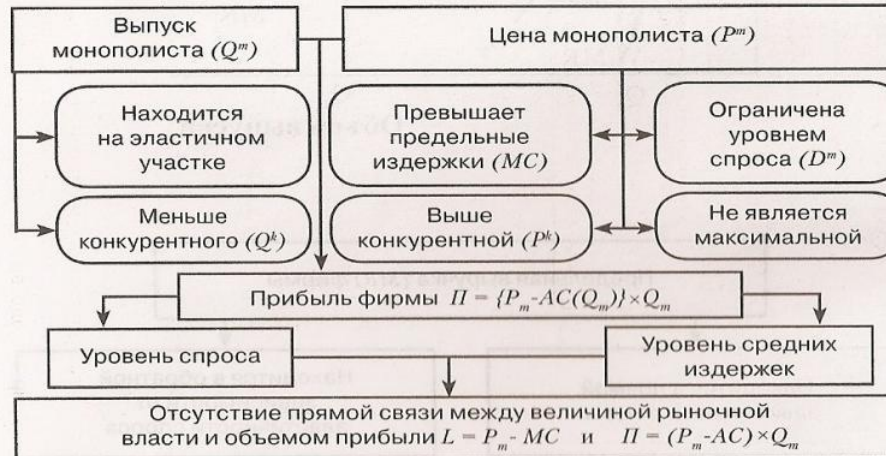 Выпуск
монополиста (Qᵐ)
Цена монополиста (Pᵐ)
Находится
на эластичном
участке
Превышает
предельные
издержки (MC)
Ограничена
уровнем
спроса (Dᵐ)
Меньше
конкурентного (Qᵏ)
Выше
конкурентной (Pᵏ)
Не является
максимальной
Прибыль фирмы П = {Pₘ-AC(Qₘ)}×Qₘ
Уровень спроса
Уровень средних
издержек
Отсутствие прямой связи между величиной рыночной
власти и объемом прибыли L = Pₘ- MC и П = (Pₘ-AC)×Qₘ